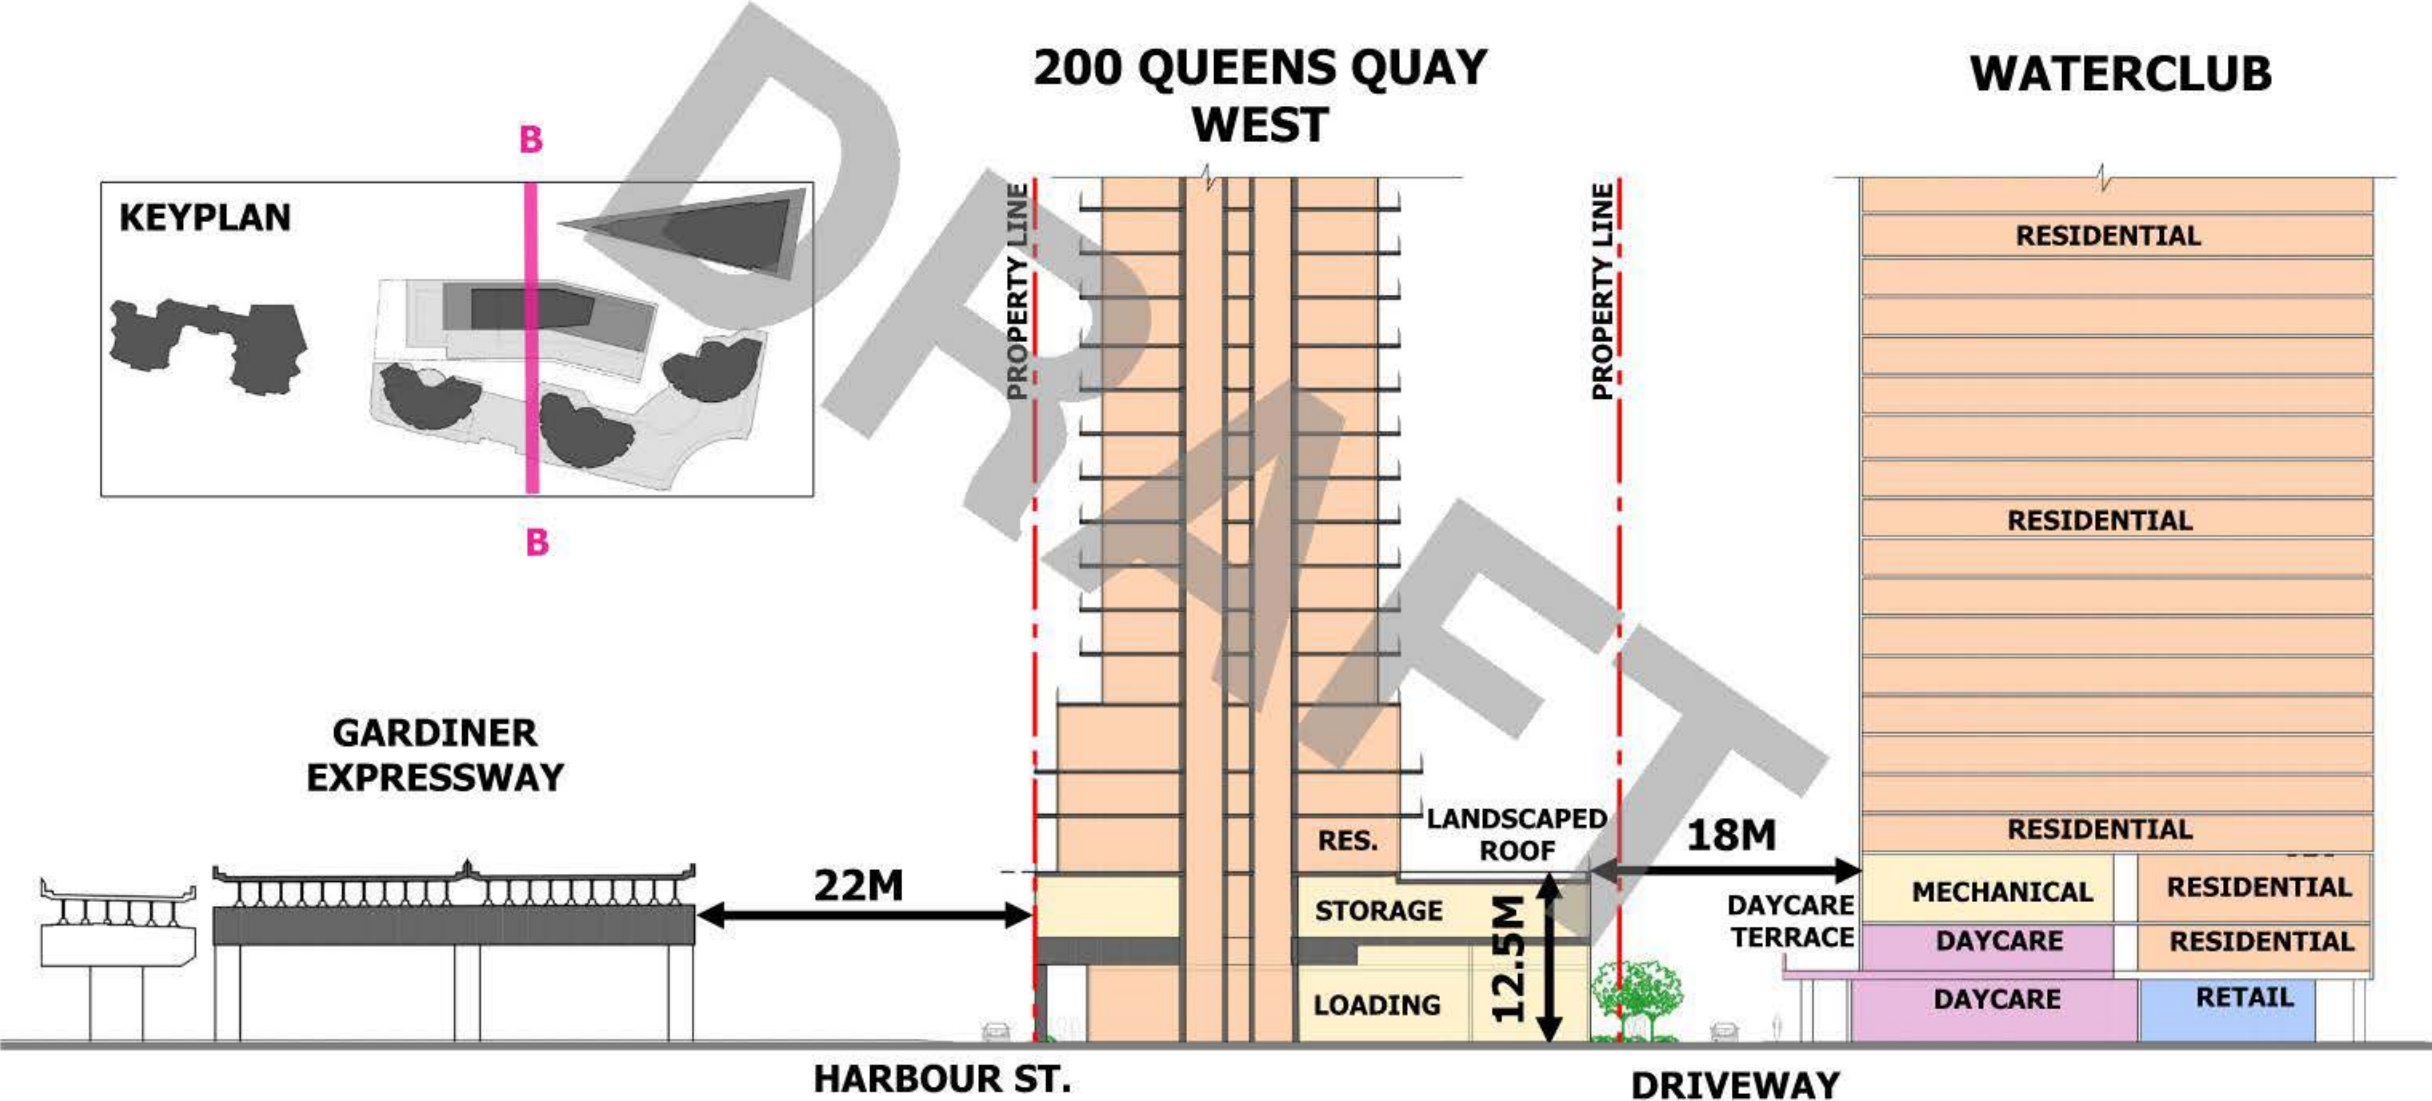 200 QUEENS QUAY
WEST
WATERCLUB
B
KEYPLAN
B
PROPERTY LINE
PROPERTY LINE
DRAFT
RESIDENTIAL
RESIDENTIAL
GARDINER
EXPRESSWAY
22M
RES.
LANDSCAPED
ROOF
18M
RESIDENTIAL
STORAGE
12.5M
LOADING
DAYCARE
TERRACE
MECHANICAL
RESIDENTIAL
DAYCARE
RESIDENTIAL
DAYCARE
RETAIL
HARBOUR ST.
DRIVEWAY